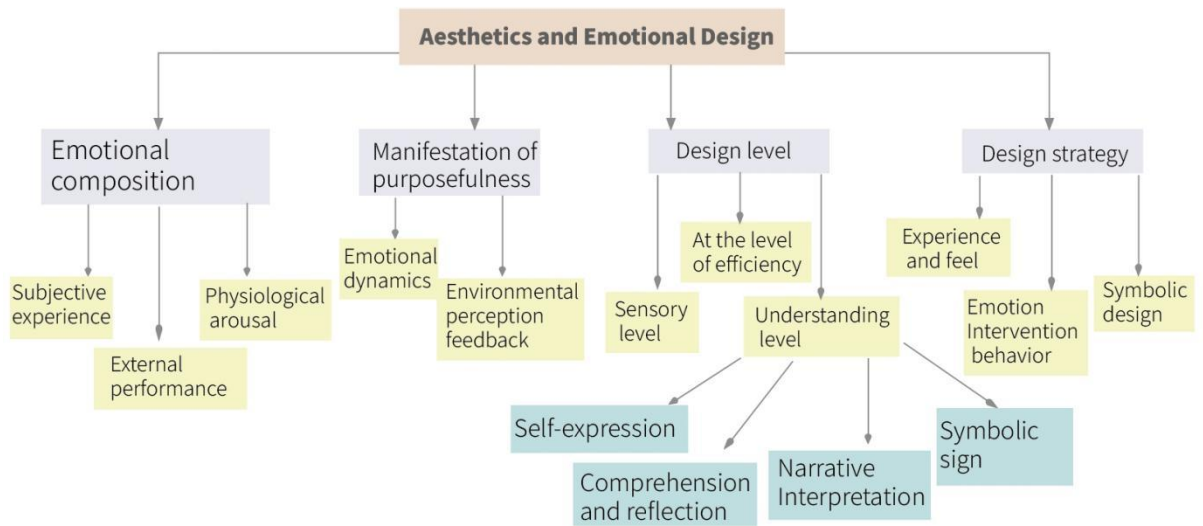 Aesthetics and Emotional Design
Emotional
composition
Manifestation of
purposefulness
Design level
Design strategy
Subjective
experience
External
performance
Physiological
arousal
Emotional
dynamics
Environmental
perception
feedback
Sensory
level
At the level
of efficiency
Understanding
level
Experience
and feel
Emotion
Intervention
behavior
Symbolic
design
Self-expression
Comprehension
and reflection
Narrative
Interpretation
Symbolic
sign